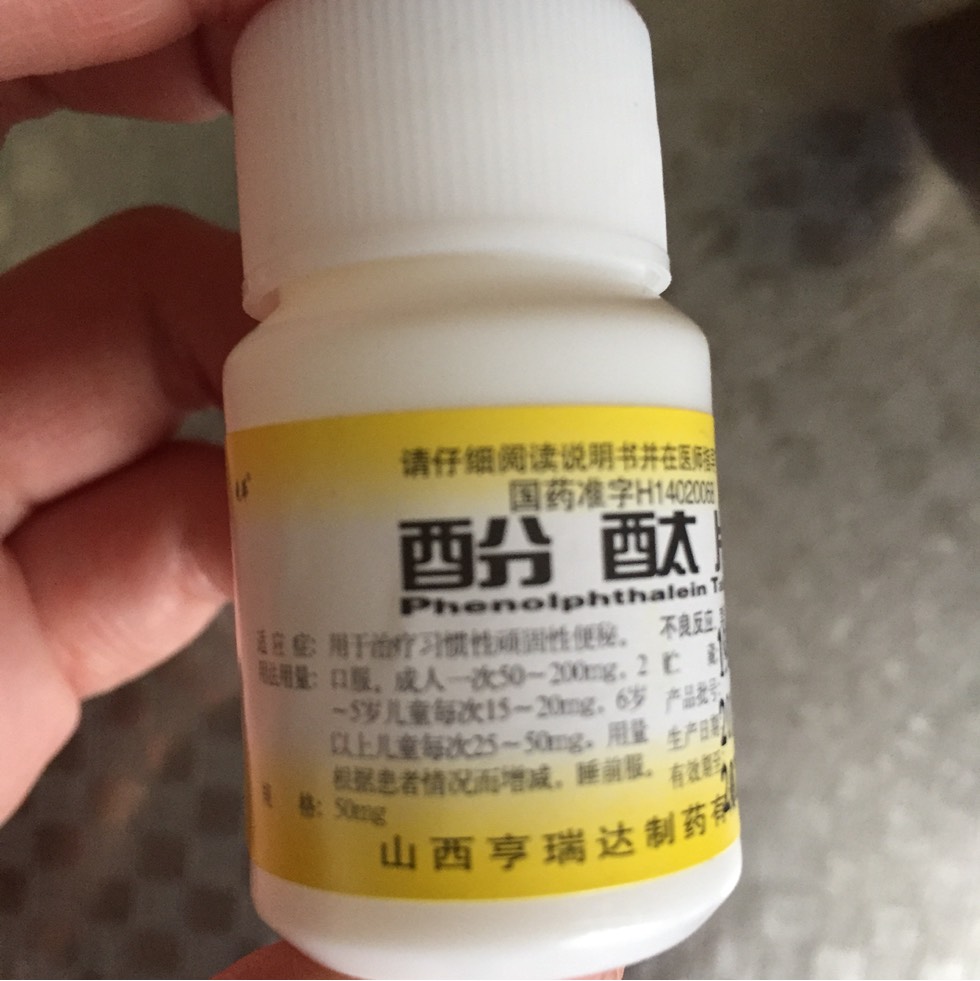 请仔细阅读说明书并在医师指
国药准字H14020066
酚酞片
Phenolphthalein
适应症：用于治疗习惯性顽固性便秘。
用法用量：口服。成人一次50～200mg。2
～5岁儿童每次15～20mg。6岁
以上儿童每次25～50mg。用量
根据患者情况而增减。睡前服。
规 格：50mg
不良反应
贮 藏
产品批号
生产日期
有效期至
山西亨瑞达制药有